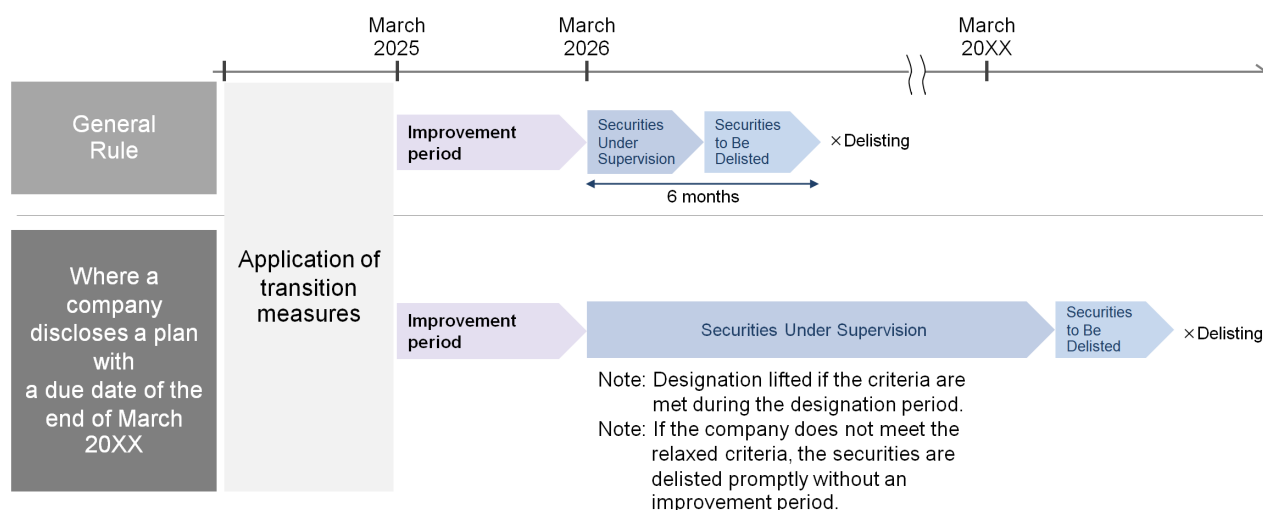 March
2025
March
2026
March
20XX
General
Rule
Improvement
period
Securities
Under
Supervision
Securities
to Be
Delisted
×Delisting
6 months
Application of
transition
measures
Where a
company
discloses a plan
with
a due date of the
end of March
20XX
Improvement
period
Securities Under Supervision
Securities
to Be
Delisted
×Delisting
Note: Designation lifted if the criteria are
met during the designation period.
Note: If the company does not meet the
relaxed criteria, the securities are
delisted promptly without an
improvement period.